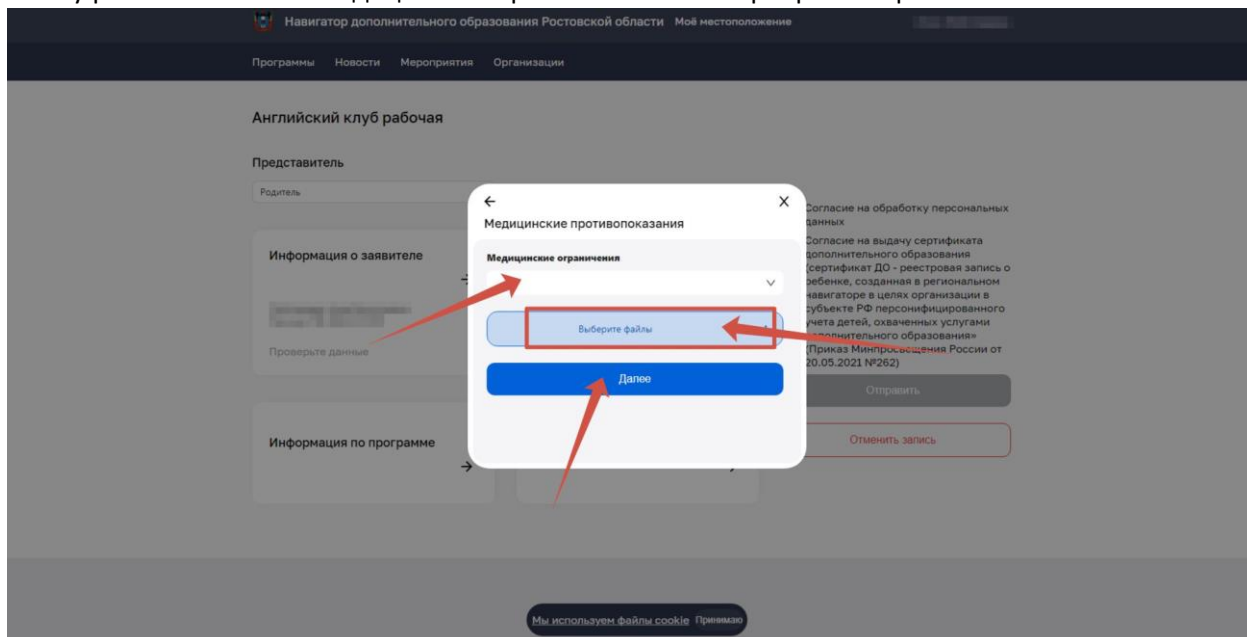 Навигатор дополнительного образования Ростовской области Моё местоположение
Программы Новости Мероприятия Организации
Английский клуб рабочая
Представитель
Родитель
Информация о заявителе
Проверьте данные
Информация по программе
Медицинские противопоказания
Медицинские ограничения
Выберите файлы
Далее
Согласие на обработку персональных
данных
Согласие на выдачу сертификата
дополнительного образования
(сертификат ДО - реестровая запись о
ребенке, созданная в региональном
навигаторе в целях организации в
субъекте РФ персонифицированного
учета детей, охваченных услугами
дополнительного образования»
(Приказ Минпросвещения России от
20.05.2021 №262)
Отправить
Отменить запись
Мы используем файлы cookie Принимаю